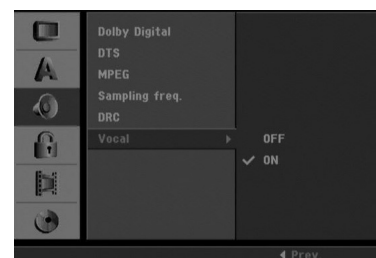 Dolby Digital
DTS
MPEG
Sampling freq.
DRC
Vocal
OFF
ON
Prev